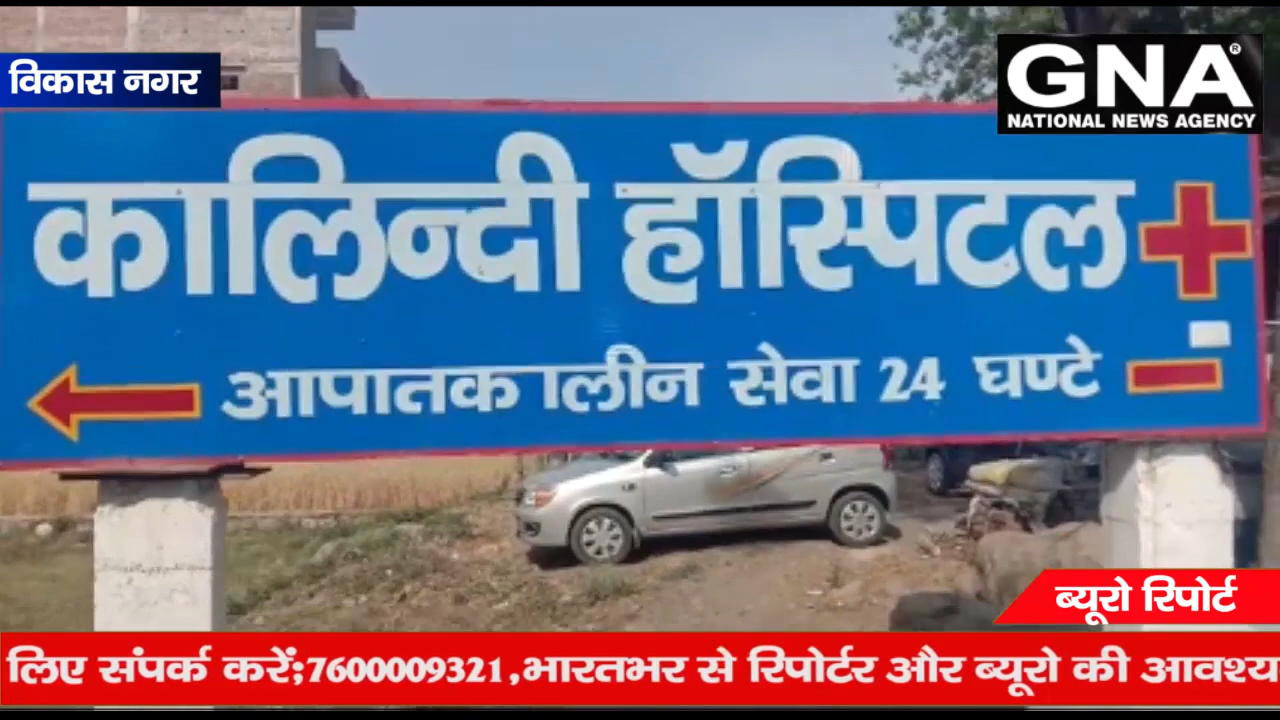 विकास नगर
GNA®
NATIONAL NEWS AGENCY
कालिन्दी हॉस्पिटल
आपातकालीन सेवा 24 घण्टे
ब्यूरो रिपोर्ट
लिए संपर्क करें;7600009321,भारतभर से रिपोर्टर और ब्यूरो की आवश्य